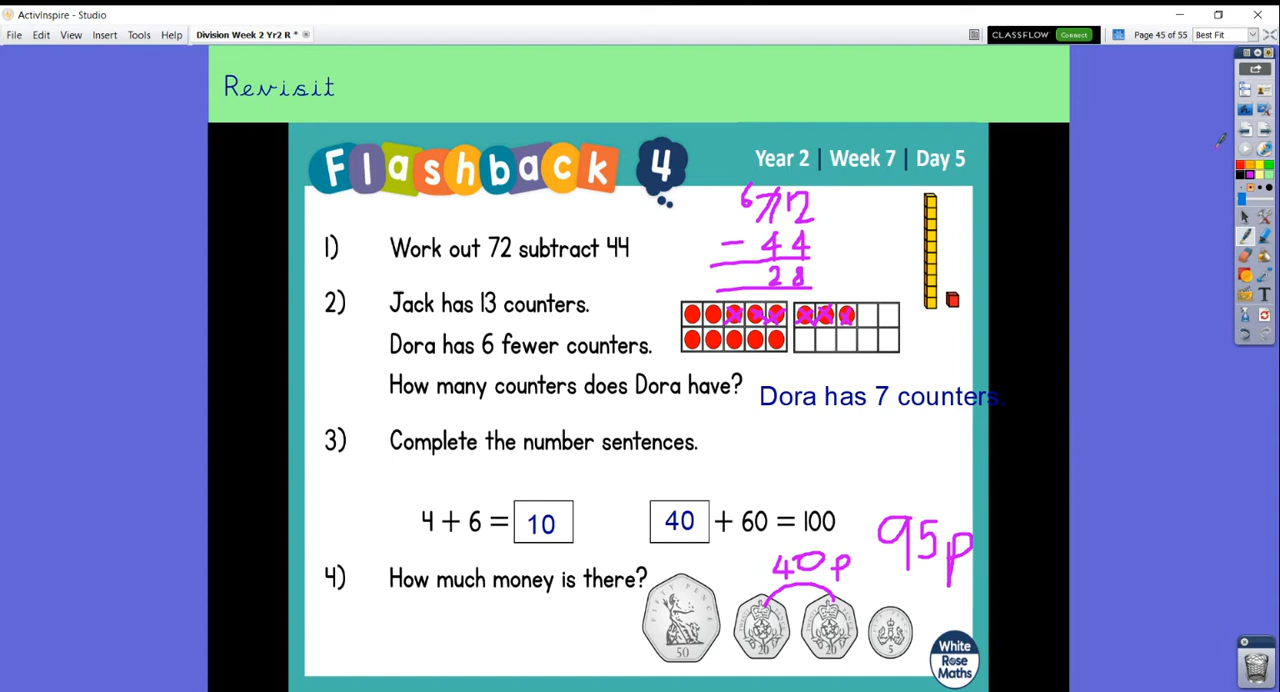 ActivInspire - Studio
File Edit View Insert Tools Help Division Week 2 Yr2 R * CLASSFLOW Connect Page 45 of 55 Best Fit
Revisit
Flashback 4 Year 2 | Week 7 | Day 5
6 7 12
1) Work out 72 subtract 44
- 44
28
2) Jack has 13 counters.
Dora has 6 fewer counters.
How many counters does Dora have?
Dora has 7 counters.
3) Complete the number sentences.
4 + 6 = 10 40 + 60 = 100
95p
40p
4) How much money is there?
FIFTY PENCE
50 20 20 5
White
Rose
Maths
T